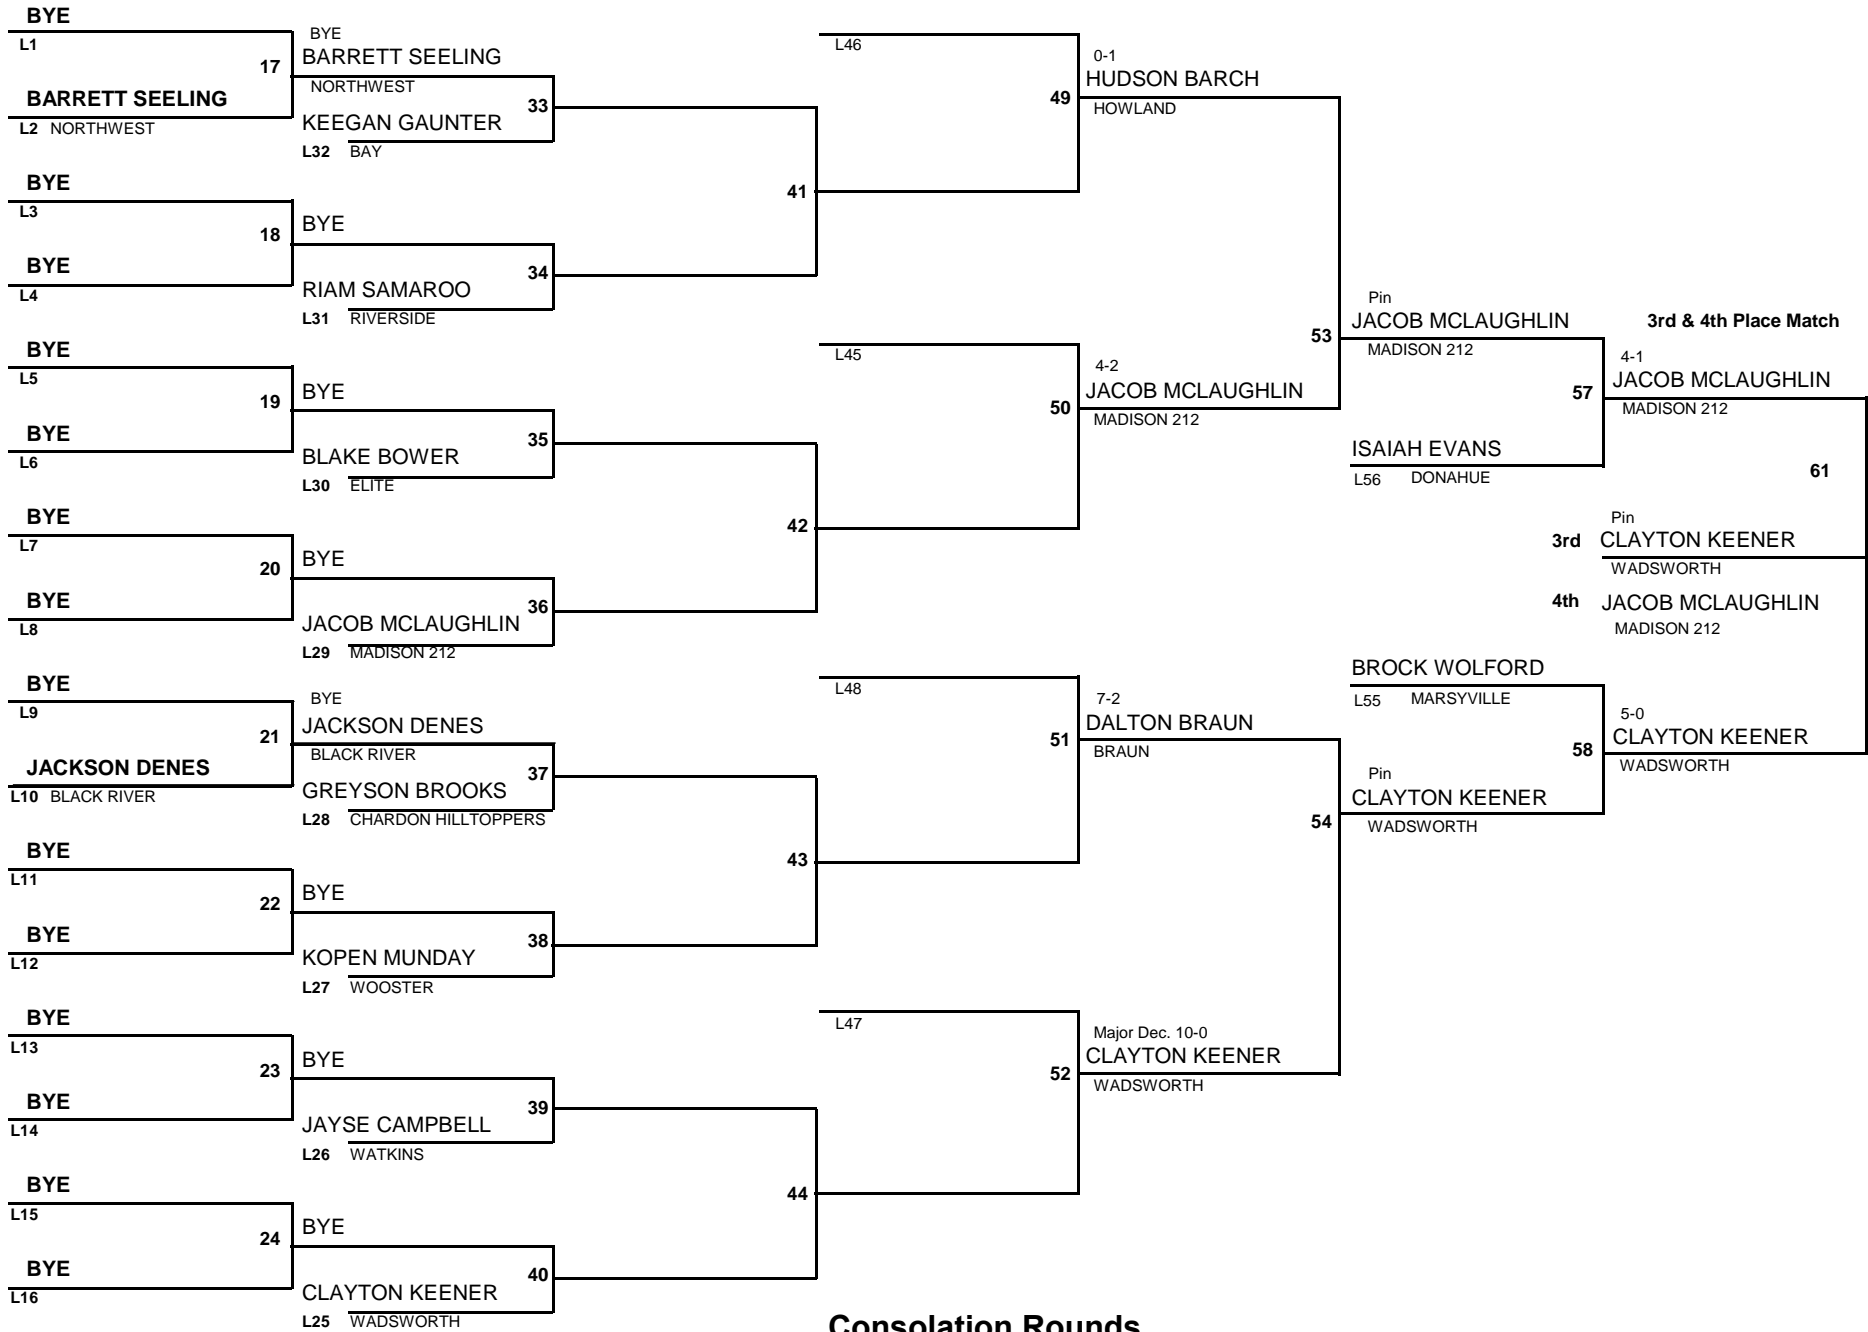 BYE
L1
17
BARRETT SEELING
L2 NORTHWEST
BYE
L3
18
BYE
L4
BYE
L5
19
BYE
L6
BYE
L7
20
BYE
L8
BYE
L9
21
JACKSON DENES
L10 BLACK RIVER
BYE
L11
22
BYE
L12
BYE
L13
23
BYE
L14
BYE
L15
24
BYE
L16
BYE
BARRETT SEELING
NORTHWEST
33
KEEGAN GAUNTER
L32 BAY
BYE
34
RIAM SAMAROO
L31 RIVERSIDE
BYE
35
BLAKE BOWER
L30 ELITE
BYE
36
JACOB MCLAUGHLIN
L29 MADISON 212
BYE
JACKSON DENES
BLACK RIVER
37
GREYSON BROOKS
L28 CHARDON HILLTOPPERS
BYE
38
KOPEN MUNDAY
L27 WOOSTER
BYE
39
JAYSE CAMPBELL
L26 WATKINS
BYE
40
CLAYTON KEENER
L25 WADSWORTH
41
42
43
44
L46
49
L45
50
L48
51
L47
52
0-1
HUDSON BARCH
HOWLAND
53
4-2
JACOB MCLAUGHLIN
MADISON 212
7-2
DALTON BRAUN
BRAUN
54
Major Dec. 10-0
CLAYTON KEENER
WADSWORTH
Pin
JACOB MCLAUGHLIN
MADISON 212
57
ISAIAH EVANS
L56 DONAHUE
BROCK WOLFORD
L55 MARSYVILLE
58
Pin
CLAYTON KEENER
WADSWORTH
3rd & 4th Place Match
4-1
JACOB MCLAUGHLIN
MADISON 212
61
Pin
3rd CLAYTON KEENER
WADSWORTH
4th JACOB MCLAUGHLIN
MADISON 212
5-0
CLAYTON KEENER
WADSWORTH
Consolation Rounds